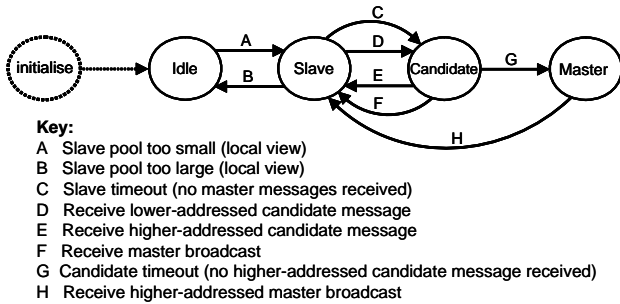 C
A
D
G
initialise
Idle
Slave
Candidate
Master
B
E
F
H
Key:
A Slave pool too small (local view)
B Slave pool too large (local view)
C Slave timeout (no master messages received)
D Receive lower-addressed candidate message
E Receive higher-addressed candidate message
F Receive master broadcast
G Candidate timeout (no higher-addressed candidate message received)
H Receive higher-addressed master broadcast